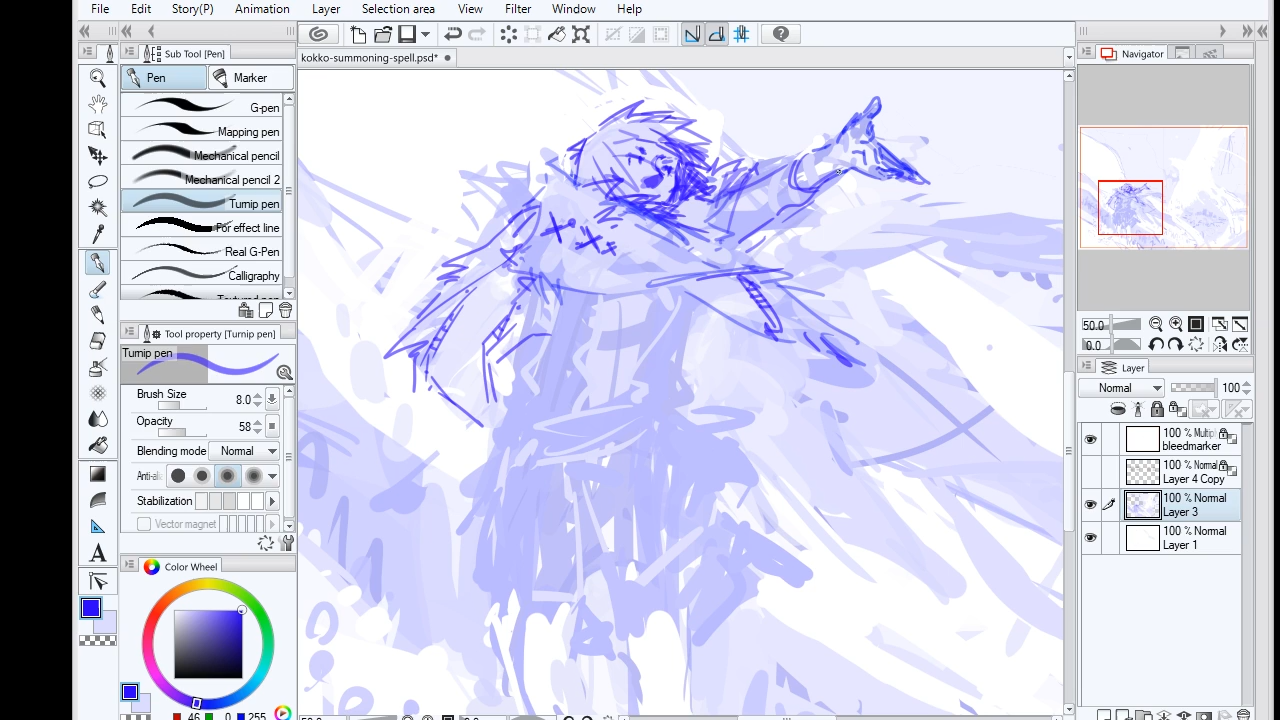 File Edit Story(P) Animation Layer Selection area View Filter Window Help
Sub Tool [Pen]
kokko-summoning-spell.psd*
Navigator
Pen Marker
G-pen
Mapping pen
Mechanical pencil
Mechanical pencil 2
Turnip pen
For effect line
Real G-Pen
Calligraphy
Tool property [Turnip pen]
Turnip pen
Brush Size 8.0
Opacity 58
Blending mode Normal
Anti-ali
Stabilization
Vector magnet
Color Wheel
46 0 255
50.0
0.0
Layer
Normal 100
100 % Multip
bleedmarker
100 % Normal
Layer 4 Copy
100 % Normal
Layer 3
100 % Normal
Layer 1
A